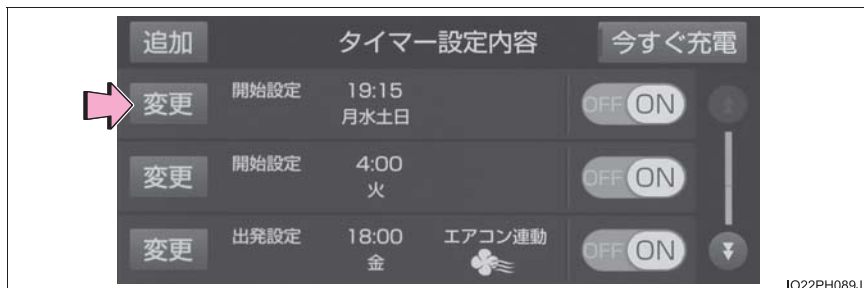 追加 タイマー設定内容 今すぐ充電
変更 開始設定 19:15 OFF ON
月水土日
変更 開始設定 4:00 OFF ON
火
変更 出発設定 18:00 エアコン連動 OFF ON
金
IO22PH089J